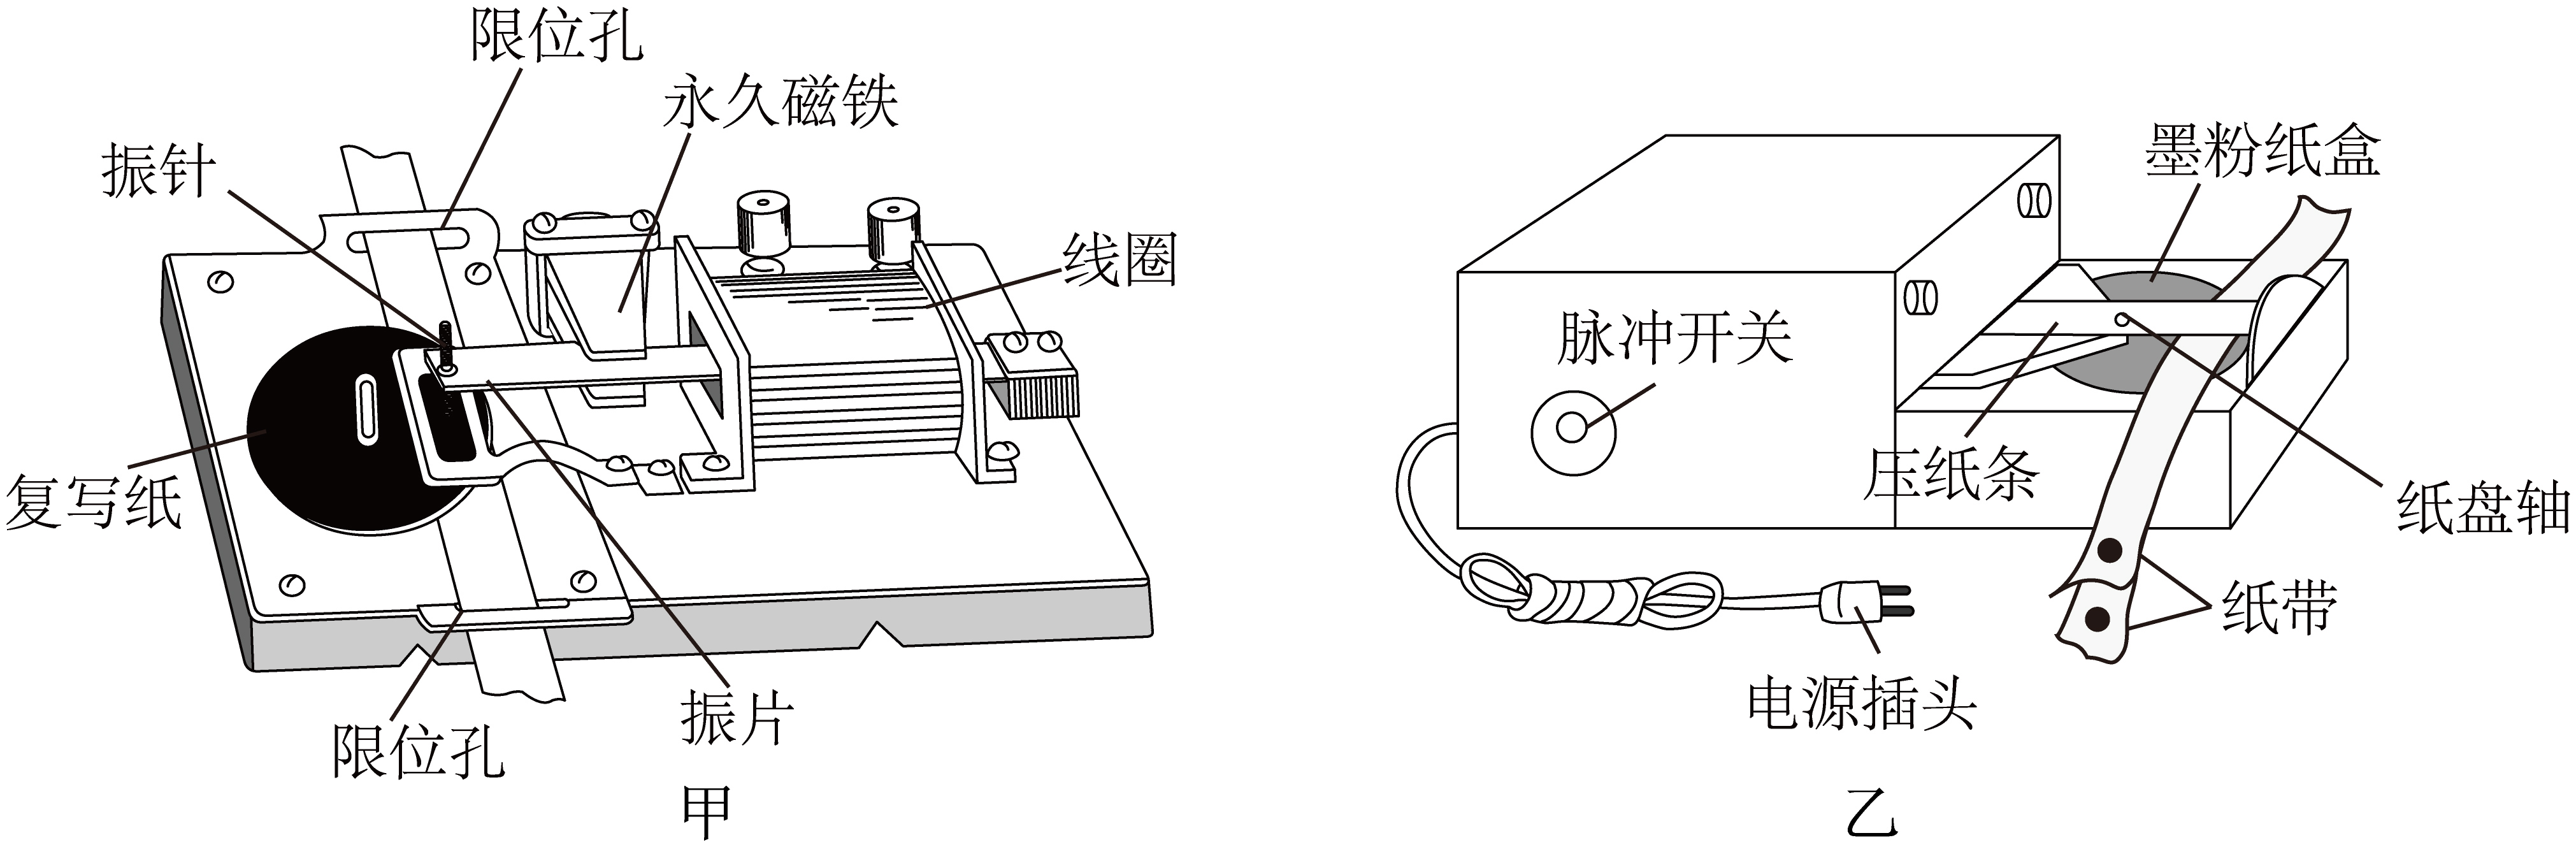 限位孔
永久磁铁
振针
线圈
复写纸
限位孔
振片
甲
墨粉纸盒
脉冲开关
压纸条
纸盘轴
纸带
电源插头
乙